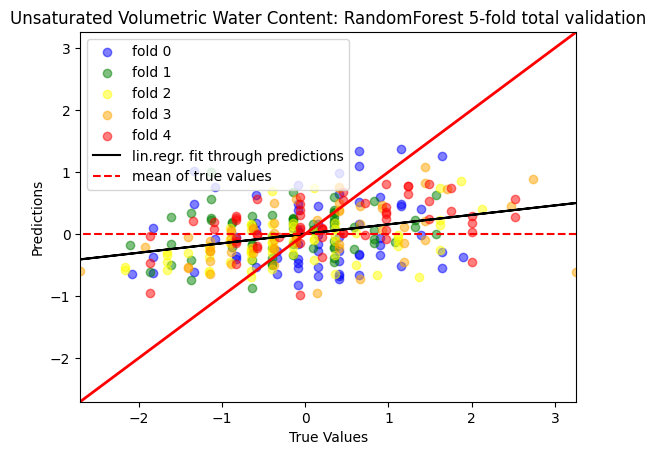 Unsaturated Volumetric Water Content: RandomForest 5-fold total validation
3
2
1
0
−1
−2
Predictions
fold 0
fold 1
fold 2
fold 3
fold 4
lin.regr. fit through predictions
mean of true values
−2
−1
0
1
2
3
True Values